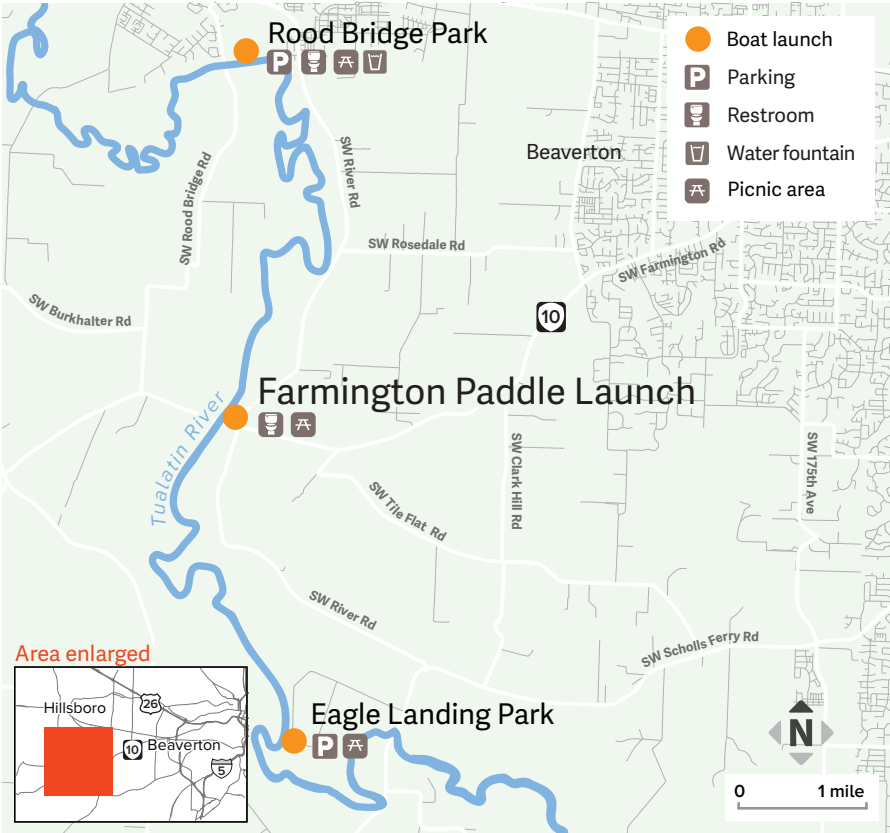 Rood Bridge Park
P
Boat launch
P Parking
Restroom
Water fountain
Picnic area
Beaverton
SW River Rd
SW Rood Bridge Rd
SW Rosedale Rd
SW Farmington Rd
SW Burkhalter Rd
10
Farmington Paddle Launch
Tualatin River
SW Clark Hill Rd
SW 175th Ave
SW Tile Flat Rd
SW River Rd
SW Scholls Ferry Rd
Area enlarged
Hillsboro
26
10
Beaverton
5
Eagle Landing Park
P
N
0 1 mile